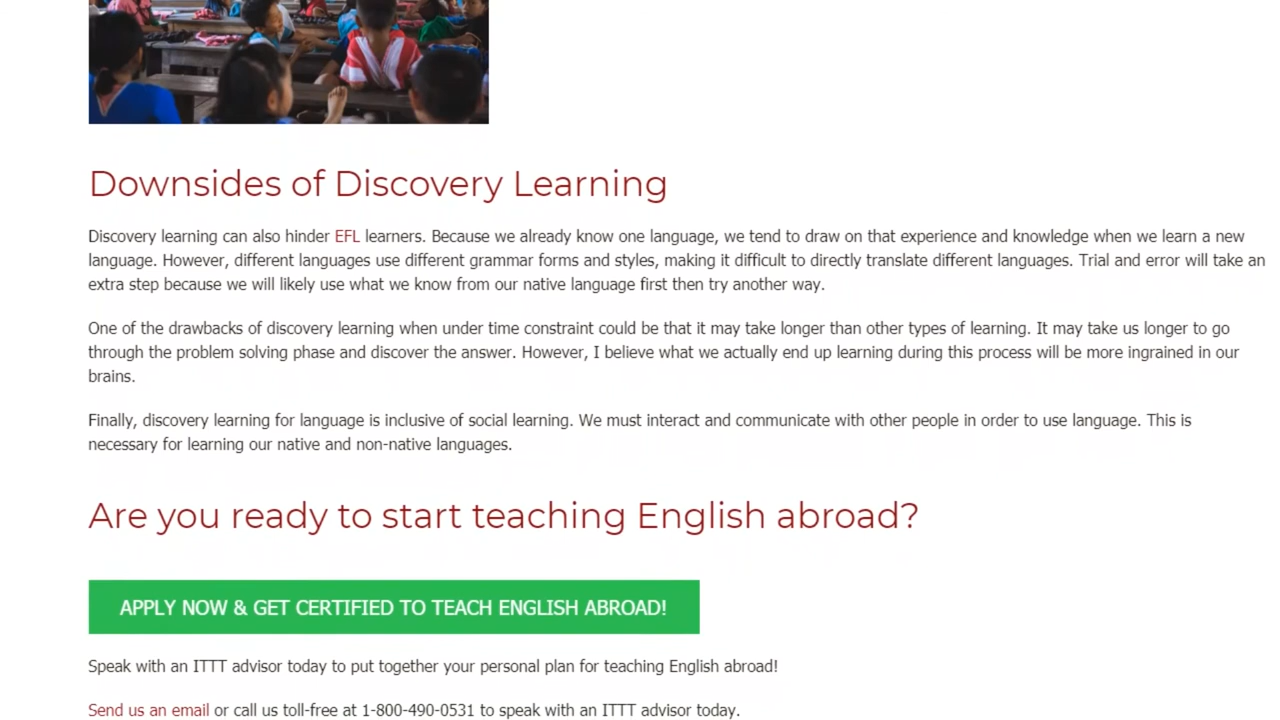 Downsides of Discovery Learning
Discovery learning can also hinder EFL learners. Because we already know one language, we tend to draw on that experience and knowledge when we learn a new
language. However, different languages use different grammar forms and styles, making it difficult to directly translate different languages. Trial and error will take an
extra step because we will likely use what we know from our native language first then try another way.
One of the drawbacks of discovery learning when under time constraint could be that it may take longer than other types of learning. It may take us longer to go
through the problem solving phase and discover the answer. However, I believe what we actually end up learning during this process will be more ingrained in our
brains.
Finally, discovery learning for language is inclusive of social learning. We must interact and communicate with other people in order to use language. This is
necessary for learning our native and non-native languages.
Are you ready to start teaching English abroad?
APPLY NOW & GET CERTIFIED TO TEACH ENGLISH ABROAD!
Speak with an ITTT advisor today to put together your personal plan for teaching English abroad!
Send us an email or call us toll-free at 1-800-490-0531 to speak with an ITTT advisor today.